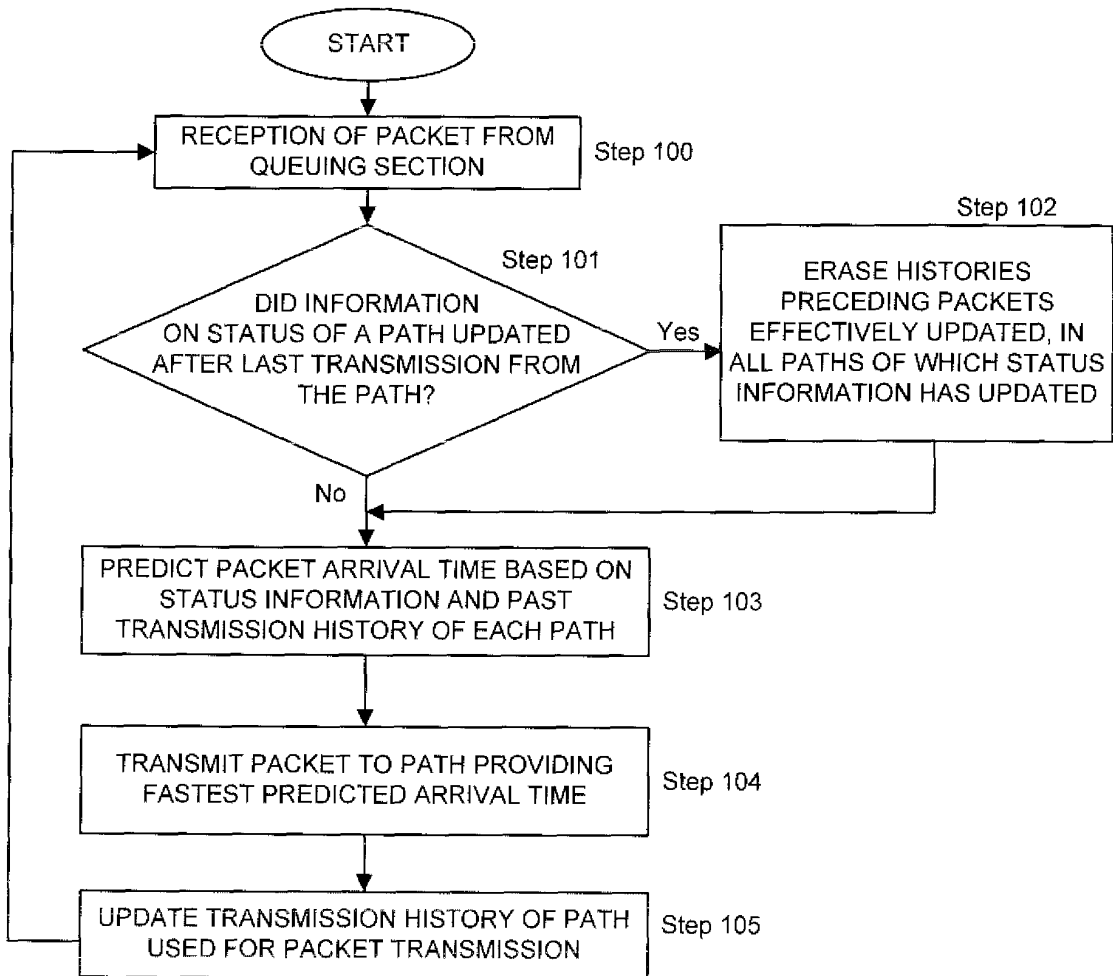 START
RECEPTION OF PACKET FROM
QUEUING SECTION
Step 100
Step 101
DID INFORMATION
ON STATUS OF A PATH UPDATED
AFTER LAST TRANSMISSION FROM
THE PATH?
Yes
Step 102
ERASE HISTORIES
PRECEDING PACKETS
EFFECTIVELY UPDATED, IN
ALL PATHS OF WHICH STATUS
INFORMATION HAS UPDATED
No
PREDICT PACKET ARRIVAL TIME BASED ON
STATUS INFORMATION AND PAST
TRANSMISSION HISTORY OF EACH PATH
Step 103
TRANSMIT PACKET TO PATH PROVIDING
FASTEST PREDICTED ARRIVAL TIME
Step 104
UPDATE TRANSMISSION HISTORY OF PATH
USED FOR PACKET TRANSMISSION
Step 105